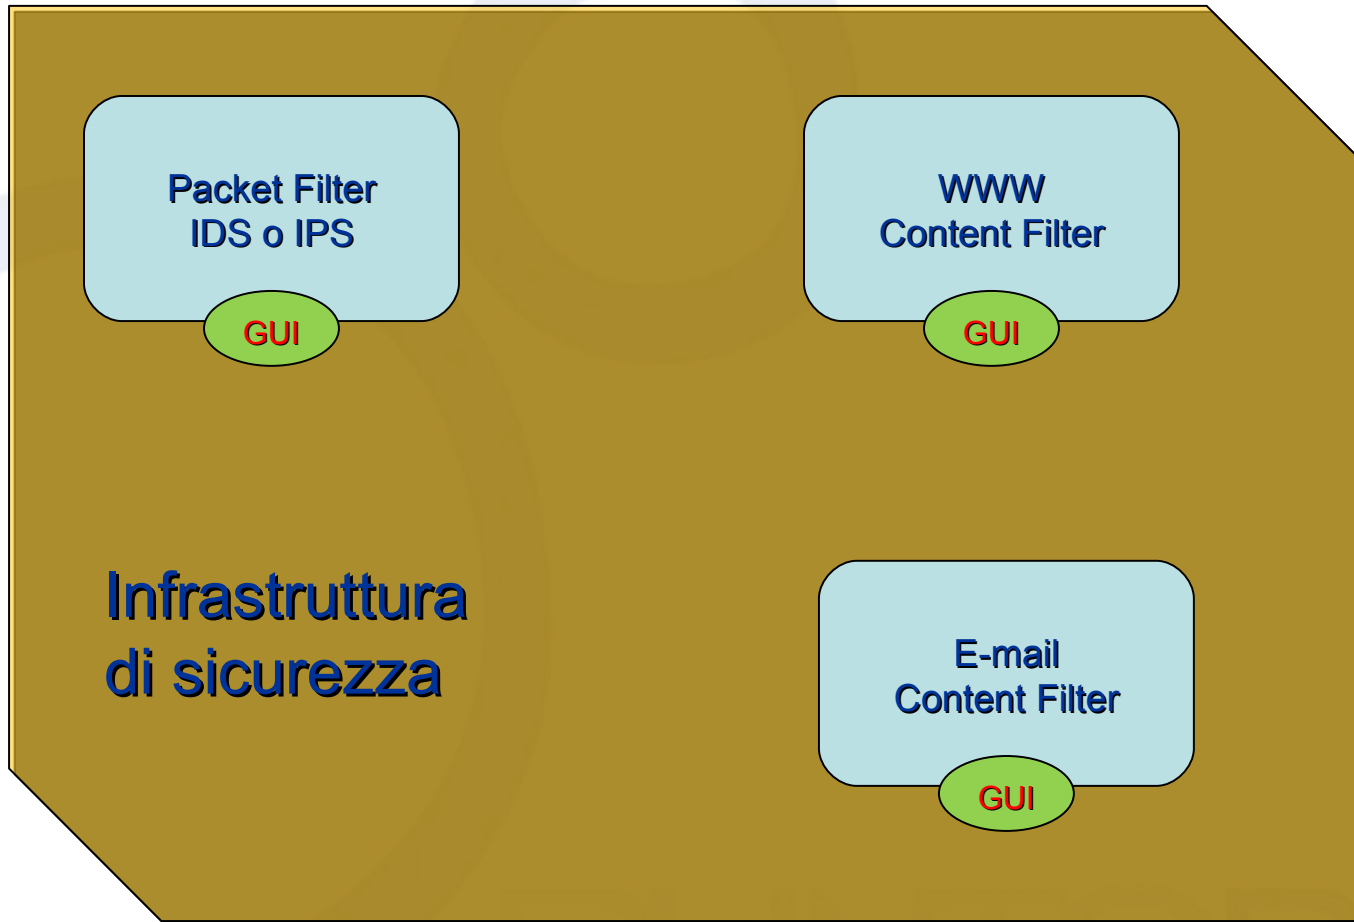 Packet Filter
IDS o IPS
GUI
WWW
Content Filter
GUI
Infrastruttura
di sicurezza
E-mail
Content Filter
GUI